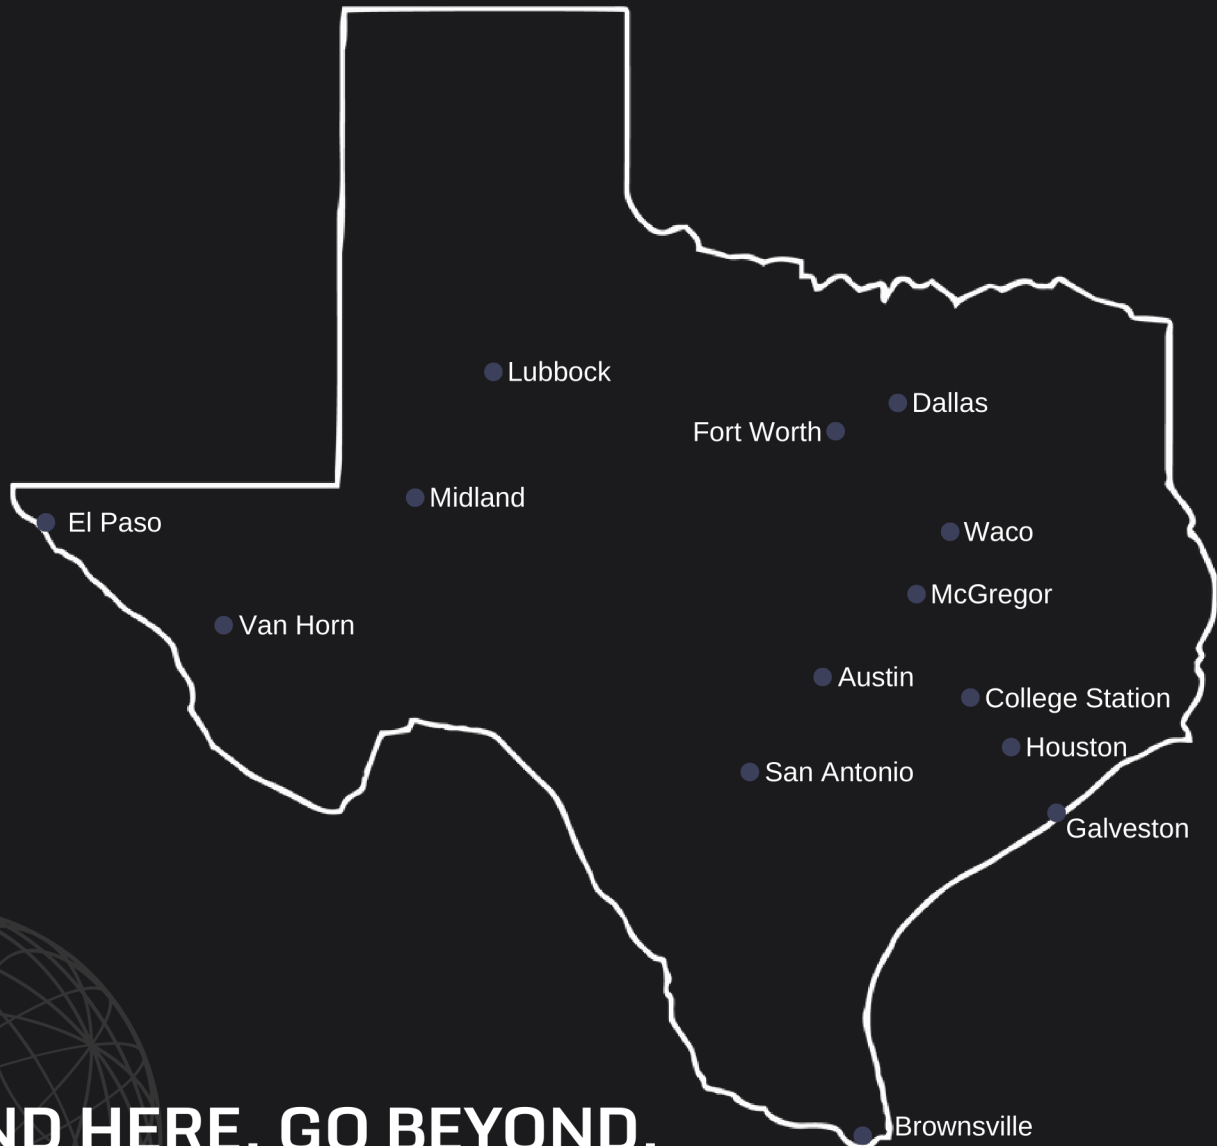 Lubbock
Dallas
Fort Worth
Midland
El Paso
Waco
McGregor
Van Horn
Austin
College Station
Houston
San Antonio
Galveston
ND HERE. GO BEYOND.
Brownsville